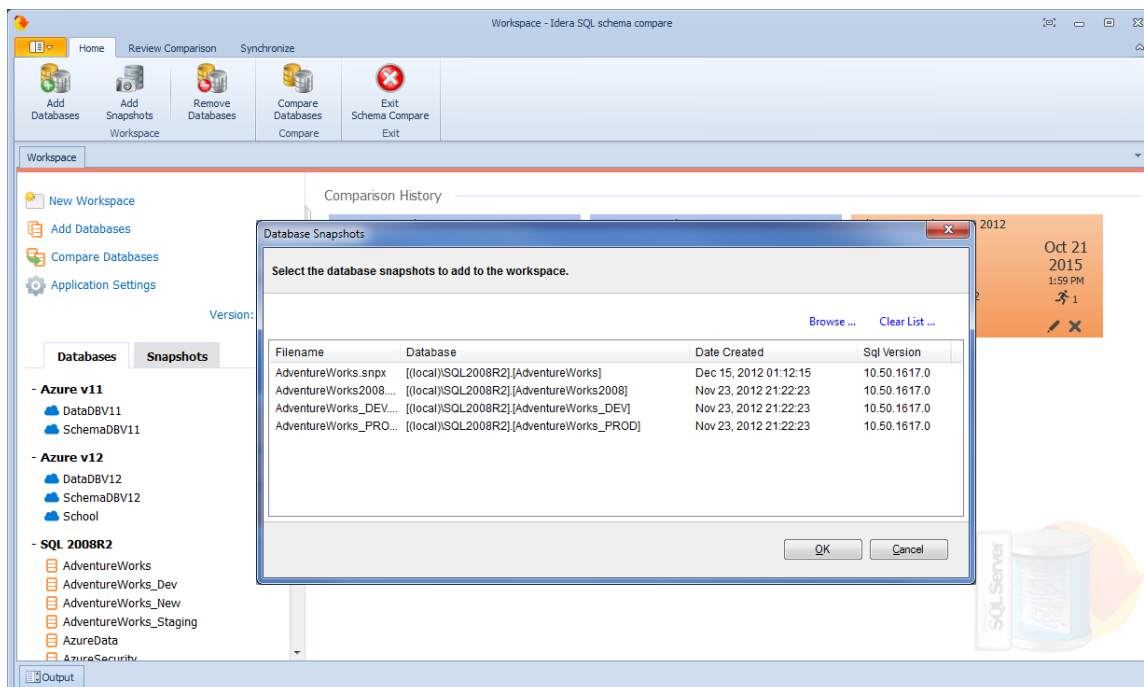 Workspace - Idera SQL schema compare
Home Review Comparison Synchronize
Add Databases
Add Snapshots
Remove Databases
Compare Databases
Exit Schema Compare
Workspace Compare Exit
Workspace
New Workspace
Add Databases
Compare Databases
Application Settings
Version:
Databases Snapshots
- Azure v11
DataDBV11
SchemaDBV11
- Azure v12
DataDBV12
SchemaDBV12
School
- SQL 2008R2
AdventureWorks
AdventureWorks_Dev
AdventureWorks_New
AdventureWorks_Staging
AzureData
AzureSecurity
Comparison History
2012
Oct 21
2015
1:59 PM
1
Database Snapshots
Select the database snapshots to add to the workspace.
Browse ... Clear List ...
Filename Database Date Created Sql Version
AdventureWorks.snpx [(local)\SQL2008R2].[AdventureWorks] Dec 15, 2012 01:12:15 10.50.1617.0
AdventureWorks2008.... [(local)\SQL2008R2].[AdventureWorks2008] Nov 23, 2012 21:22:23 10.50.1617.0
AdventureWorks_DEV.... [(local)\SQL2008R2].[AdventureWorks_DEV] Nov 23, 2012 21:22:23 10.50.1617.0
AdventureWorks_PRO... [(local)\SQL2008R2].[AdventureWorks_PROD] Nov 23, 2012 21:22:23 10.50.1617.0
OK Cancel
SQL Server
Output